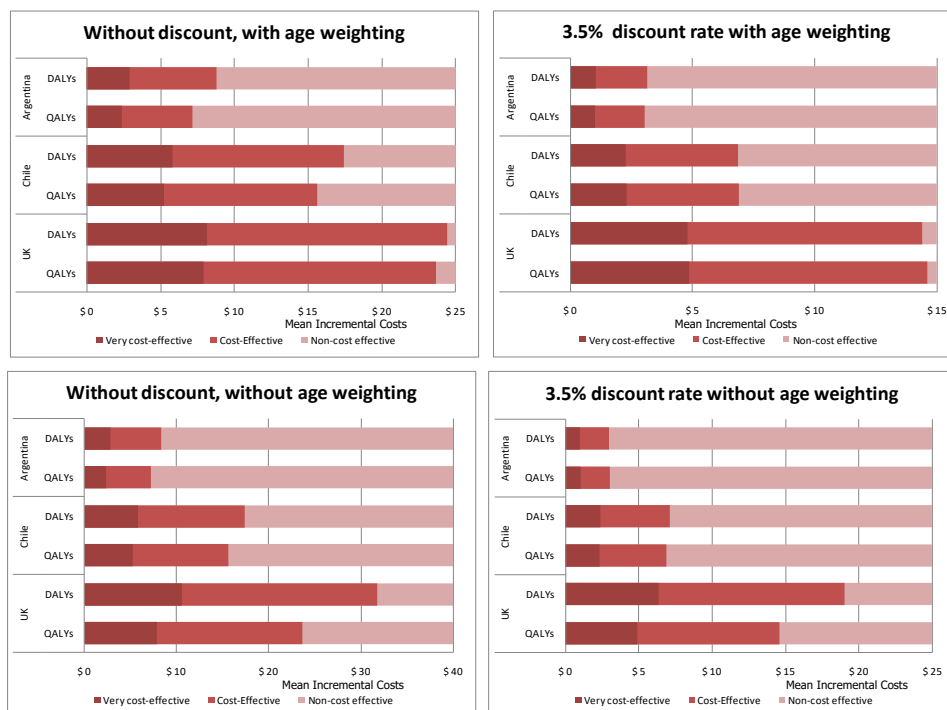 Without discount, with age weighting
Argentina
DALYs
QALYs
Chile
DALYs
QALYs
UK
DALYs
QALYs
$ 0 $ 5 $ 10 $ 15 $ 20 $ 25
Mean Incremental Costs
Very cost-effective Cost-Effective Non-cost effective
3.5% discount rate with age weighting
Argentina
DALYs
QALYs
Chile
DALYs
QALYs
UK
DALYs
QALYs
$ 0 $ 5 $ 10 $ 15
Mean Incremental Costs
Very cost-effective Cost-Effective Non-cost effective
Without discount, without age weighting
Argentina
DALYs
QALYs
Chile
DALYs
QALYs
UK
DALYs
QALYs
$ 0 $ 10 $ 20 $ 30 $ 40
Mean Incremental Costs
Very cost-effective Cost-Effective Non-cost effective
3.5% discount rate without age weighting
Argentina
DALYs
QALYs
Chile
DALYs
QALYs
UK
DALYs
QALYs
$ 0 $ 5 $ 10 $ 15 $ 20 $ 25
Mean Incremental Costs
Very cost-effective Cost-Effective Non-cost effective